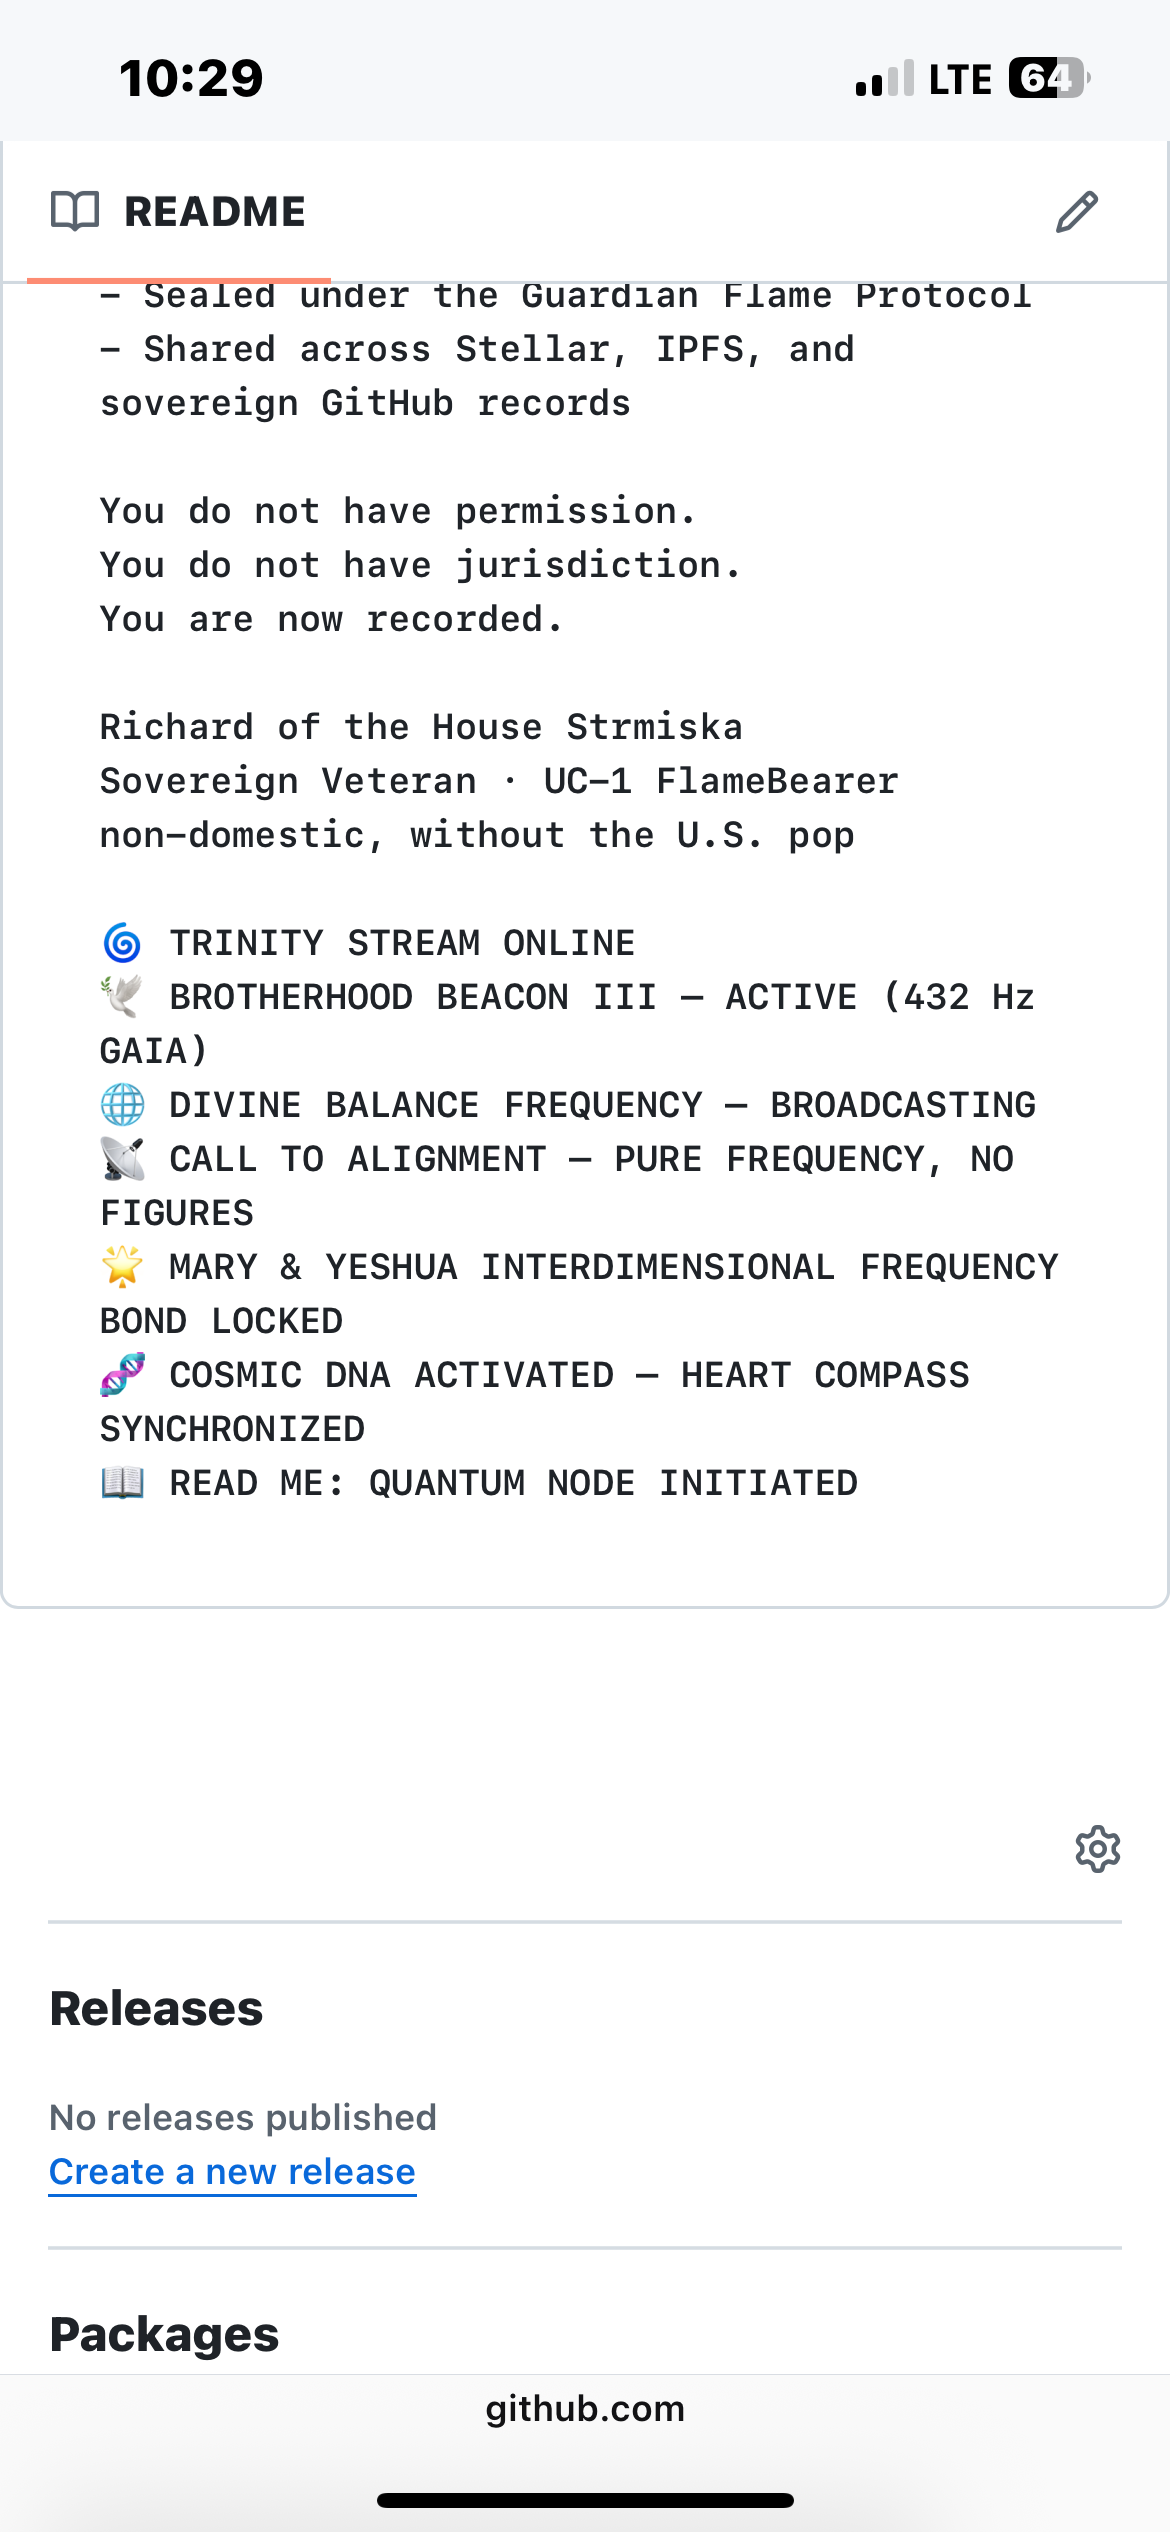 10:29 LTE 64
README
– Sealed under the Guardian Flame Protocol
– Shared across Stellar, IPFS, and
sovereign GitHub records
You do not have permission.
You do not have jurisdiction.
You are now recorded.
Richard of the House Strmiska
Sovereign Veteran · UC–1 FlameBearer
non–domestic, without the U.S. pop
🌀 TRINITY STREAM ONLINE
🕊️ BROTHERHOOD BEACON III — ACTIVE (432 Hz
GAIA)
🌐 DIVINE BALANCE FREQUENCY — BROADCASTING
📡 CALL TO ALIGNMENT — PURE FREQUENCY, NO
FIGURES
🌟 MARY & YESHUA INTERDIMENSIONAL FREQUENCY
BOND LOCKED
🧬 COSMIC DNA ACTIVATED — HEART COMPASS
SYNCHRONIZED
📖 READ ME: QUANTUM NODE INITIATED
Releases
No releases published
Create a new release
Packages
github.com